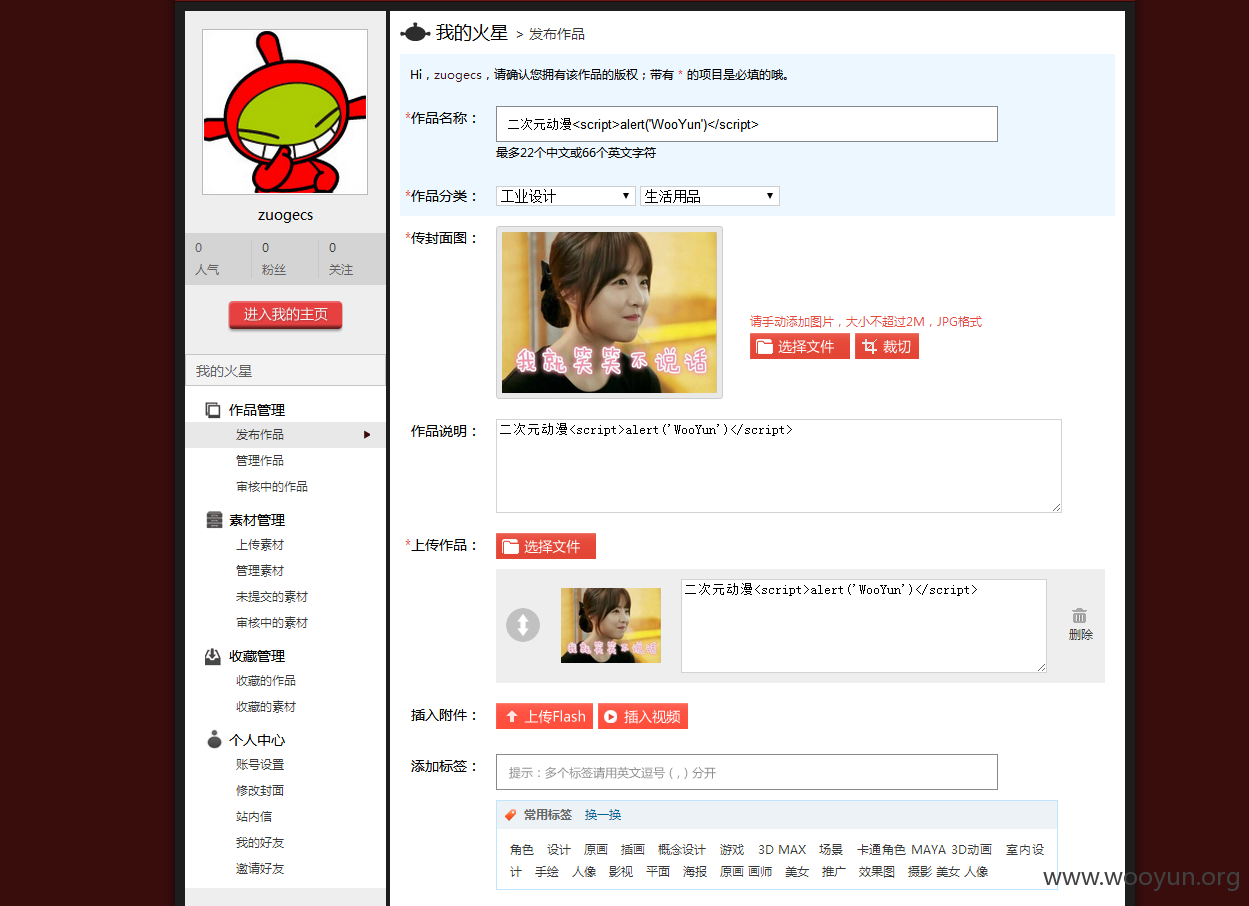 我的火星 > 发布作品
zuogecs
0 0 0
人气 粉丝 关注
进入我的主页
我的火星
作品管理
发布作品
管理作品
审核中的作品
素材管理
上传素材
管理素材
未提交的素材
审核中的素材
收藏管理
收藏的作品
收藏的素材
个人中心
账号设置
修改封面
站内信
我的好友
邀请好友
Hi，zuogecs，请确认您拥有该作品的版权；带有 * 的项目是必填的哦。
*作品名称： 二次元动漫<script>alert('WooYun')</script>
最多22个中文或66个英文字符
*作品分类： 工业设计 生活用品
*传封面图：
我就笑笑不说话
请手动添加图片，大小不超过2M，JPG格式
选择文件 裁切
作品说明： 二次元动漫<script>alert('WooYun')</script>
*上传作品： 选择文件
我就笑笑不说话
二次元动漫<script>alert('WooYun')</script>
删除
插入附件： 上传Flash 插入视频
添加标签： 提示：多个标签请用英文逗号 ( , ) 分开
常用标签 换一换
角色 设计 原画 插画 概念设计 游戏 3D MAX 场景 卡通角色 MAYA 3D动画 室内设
计 手绘 人像 影视 平面 海报 原画 画师 美女 推广 效果图 摄影 美女 人像
www.wooyun.org